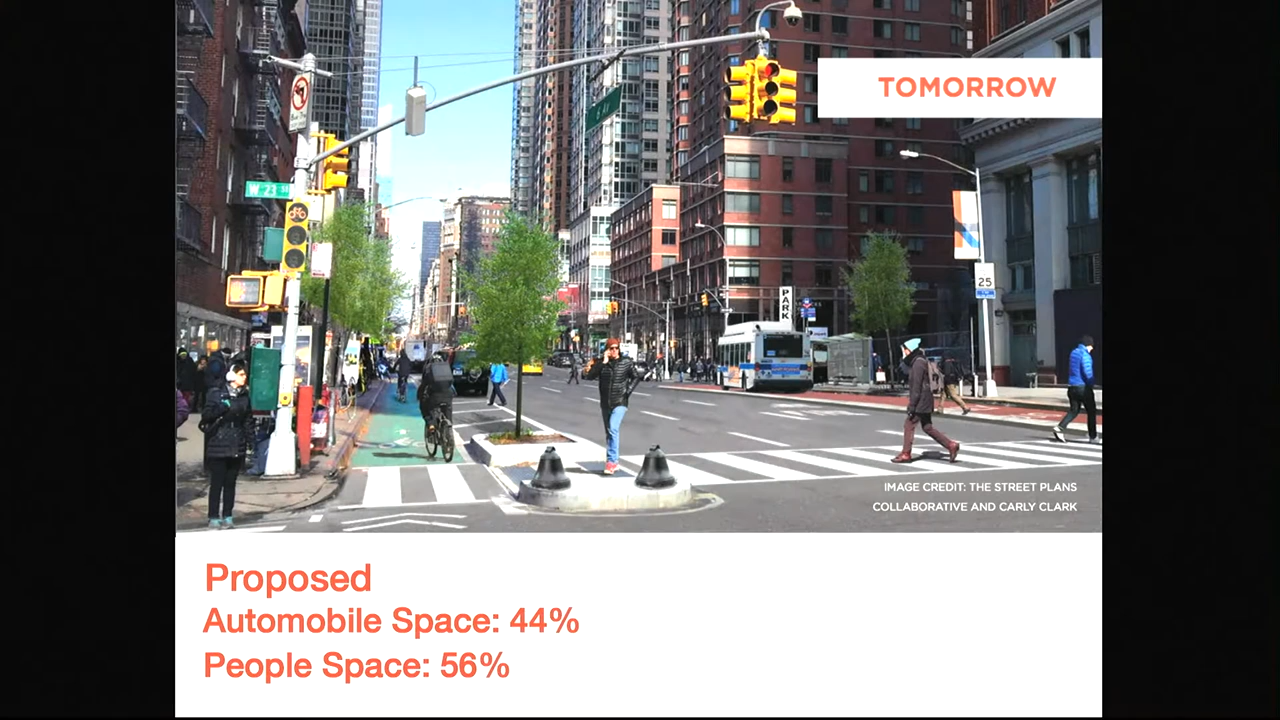 TOMORROW
W 23 St
25
PARK
IMAGE CREDIT: THE STREET PLANS
COLLABORATIVE AND CARLY CLARK
Proposed
Automobile Space: 44%
People Space: 56%